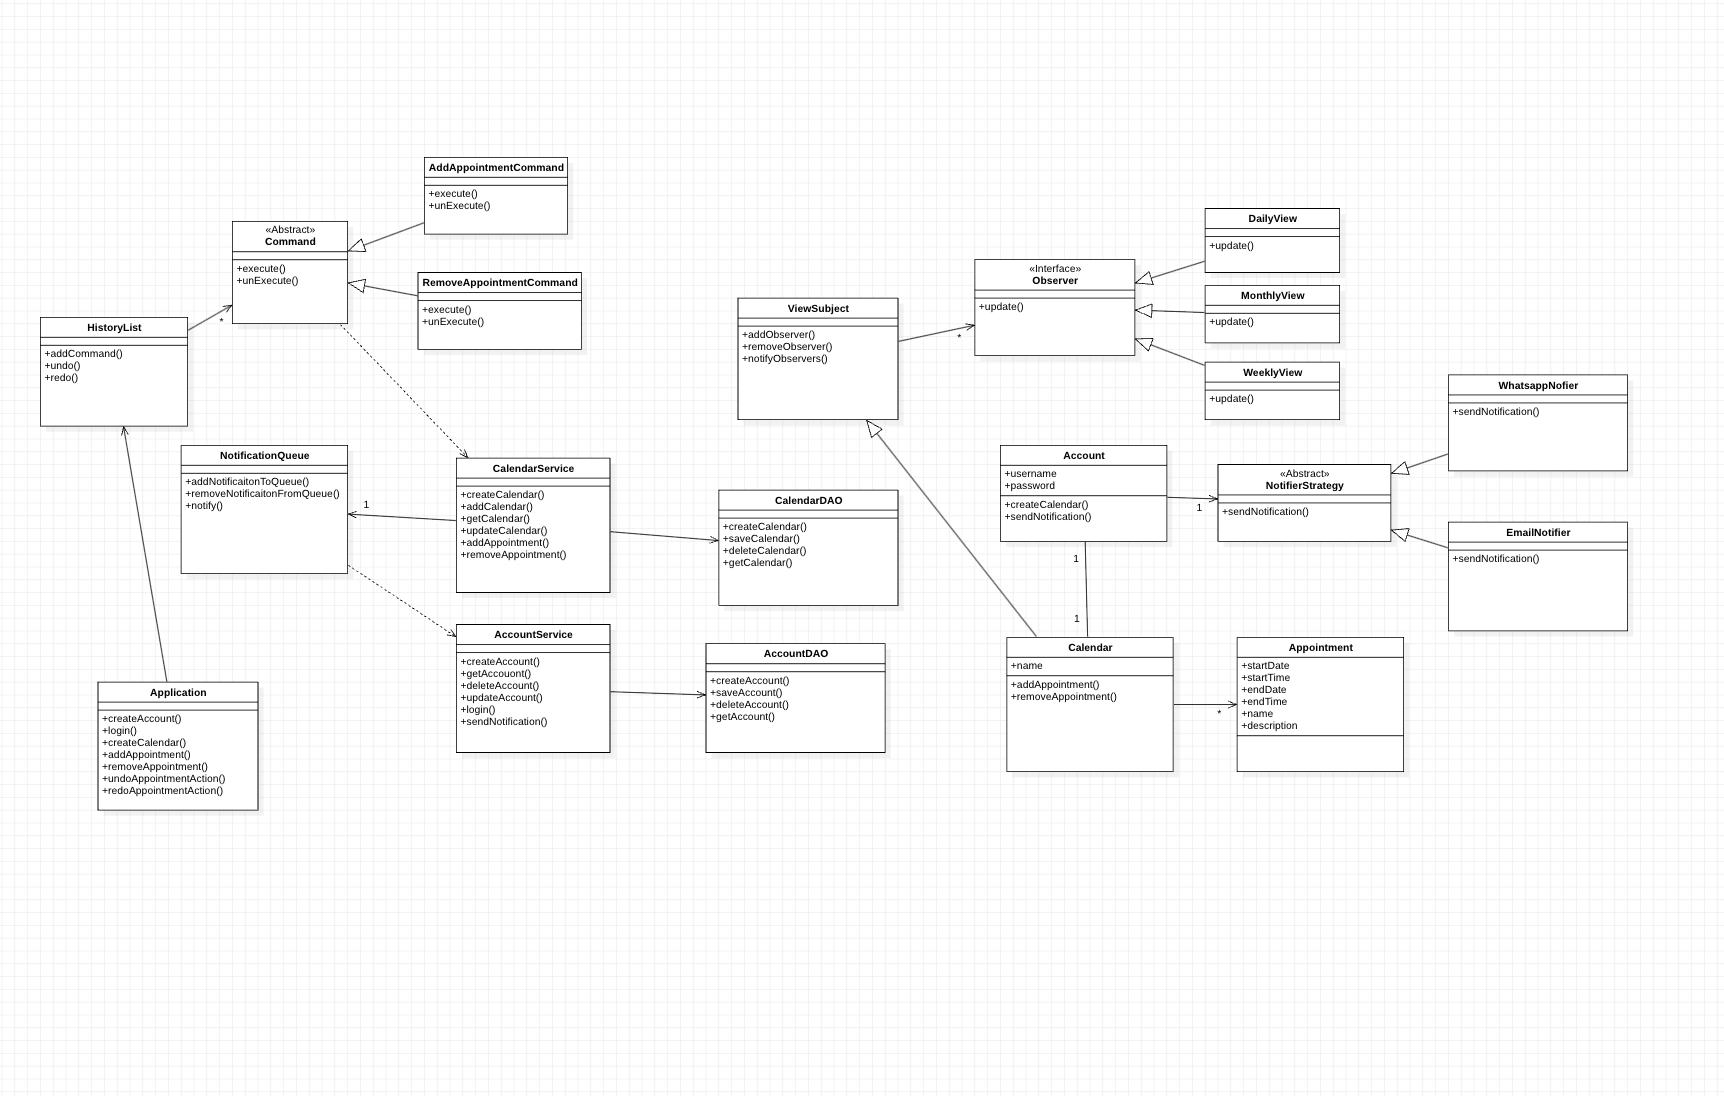 AddAppointmentCommand
+execute()
+unExecute()
«Abstract»
Command
+execute()
+unExecute()
RemoveAppointmentCommand
+execute()
+unExecute()
HistoryList
+addCommand()
+undo()
+redo()
*
DailyView
+update()
«Interface»
Observer
+update()
MonthlyView
+update()
ViewSubject
+addObserver()
+removeObserver()
+notifyObservers()
*
WeeklyView
+update()
WhatsappNofier
+sendNotification()
NotificationQueue
+addNotificaitonToQueue()
+removeNotificaitonFromQueue()
+notify()
1
CalendarService
+createCalendar()
+addCalendar()
+getCalendar()
+updateCalendar()
+addAppointment()
+removeAppointment()
CalendarDAO
+createCalendar()
+saveCalendar()
+deleteCalendar()
+getCalendar()
Account
+username
+password
+createCalendar()
+sendNotification()
1
«Abstract»
NotifierStrategy
+sendNotification()
EmailNotifier
+sendNotification()
1
1
AccountService
+createAccount()
+getAccouont()
+deleteAccount()
+updateAccount()
+login()
+sendNotification()
AccountDAO
+createAccount()
+saveAccount()
+deleteAccount()
+getAccount()
Calendar
+name
+addAppointment()
+removeAppointment()
*
Appointment
+startDate
+startTime
+endDate
+endTime
+name
+description
Application
+createAccount()
+login()
+createCalendar()
+addAppointment()
+removeAppointment()
+undoAppointmentAction()
+redoAppointmentAction()